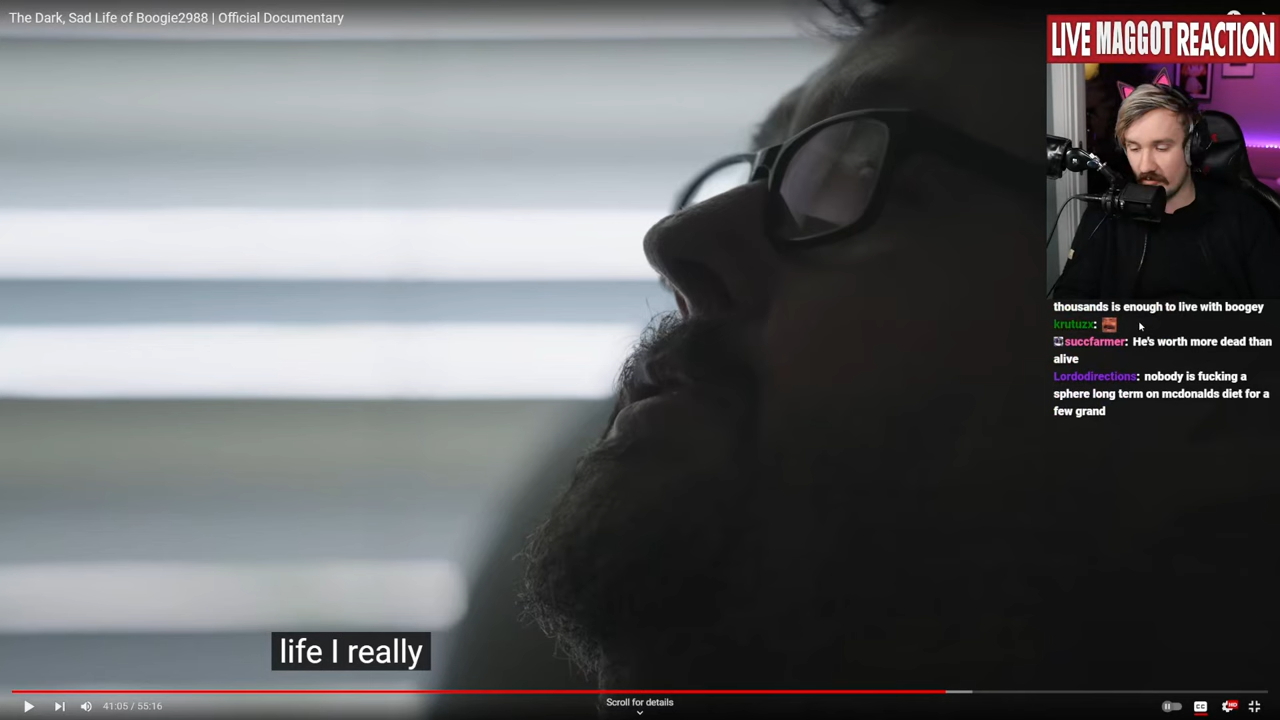 The Dark, Sad Life of Boogie2988 | Official Documentary
LIVE MAGGOT REACTION
thousands is enough to live with boogey
krutuzx:
succfarmer: He's worth more dead than
alive
Lordodirections: nobody is fucking a
sphere long term on mcdonalds diet for a
few grand
life I really
41:05 / 55:16
Scroll for details
CC
HD